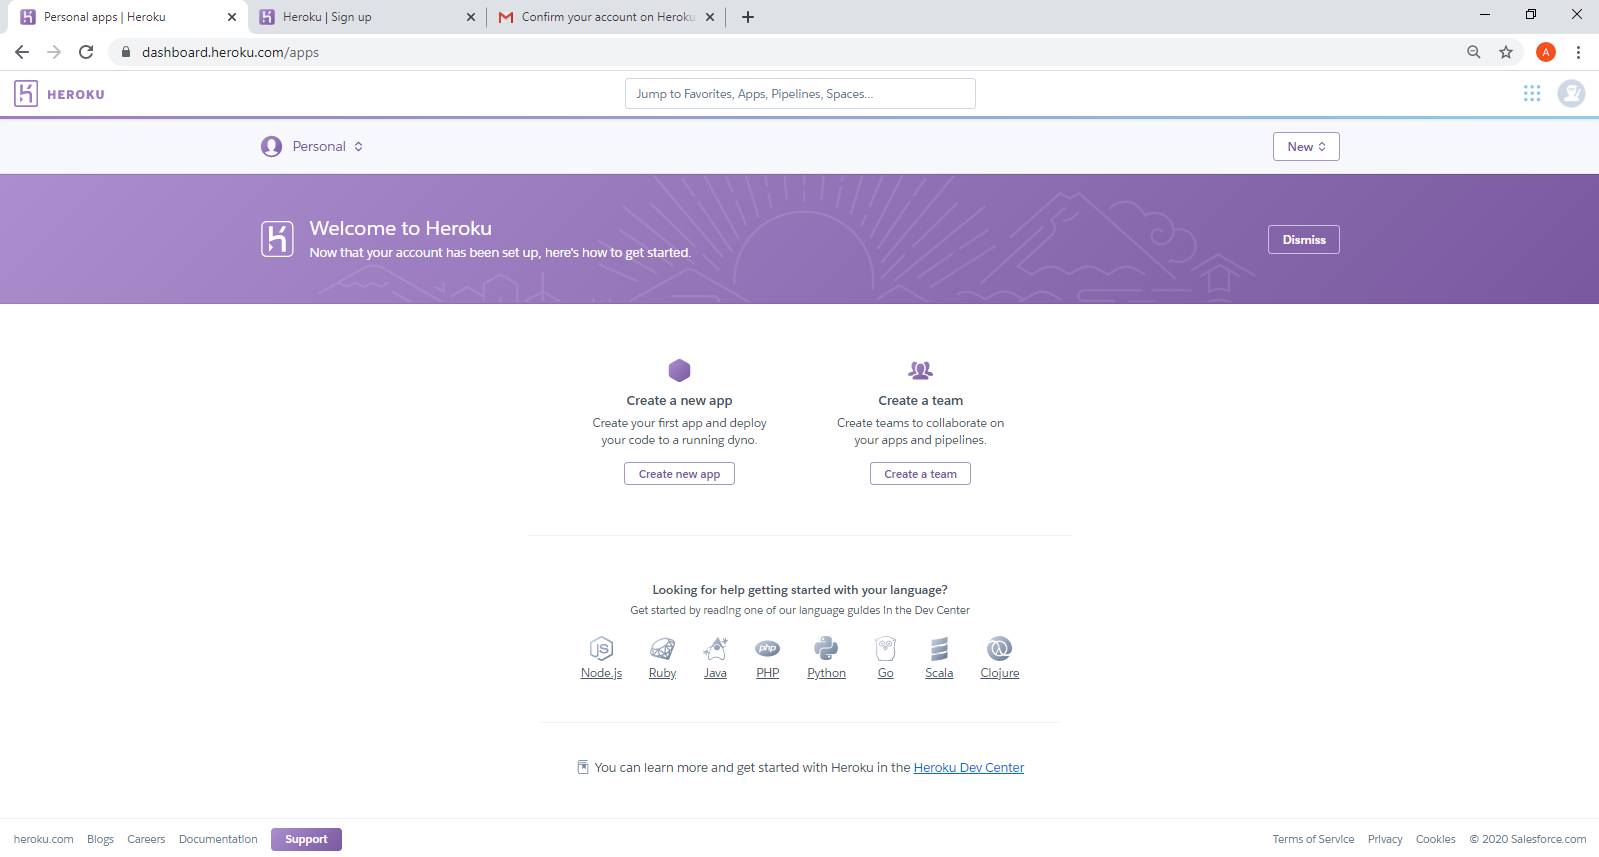 Personal apps | Heroku
Heroku | Sign up
Confirm your account on Heroku
dashboard.heroku.com/apps
A
HEROKU
Jump to Favorites, Apps, Pipelines, Spaces...
Personal
New
Welcome to Heroku
Now that your account has been set up, here's how to get started.
Dismiss
Create a new app
Create your first app and deploy
your code to a running dyno.
Create new app
Create a team
Create teams to collaborate on
your apps and pipelines.
Create a team
Looking for help getting started with your language?
Get started by reading one of our language guides in the Dev Center
JS
php
Node.js Ruby Java PHP Python Go Scala Clojure
You can learn more and get started with Heroku in the Heroku Dev Center
heroku.com Blogs Careers Documentation Support
Terms of Service Privacy Cookies © 2020 Salesforce.com